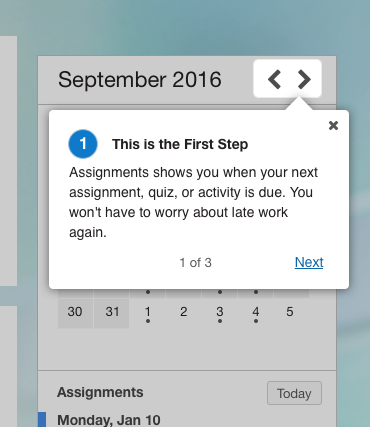 September 2016
1 This is the First Step
Assignments shows you when your next
assignment, quiz, or activity is due. You
won't have to worry about late work
again.
1 of 3 Next
30 31 1 2 3 4 5
Assignments Today
Monday, Jan 10